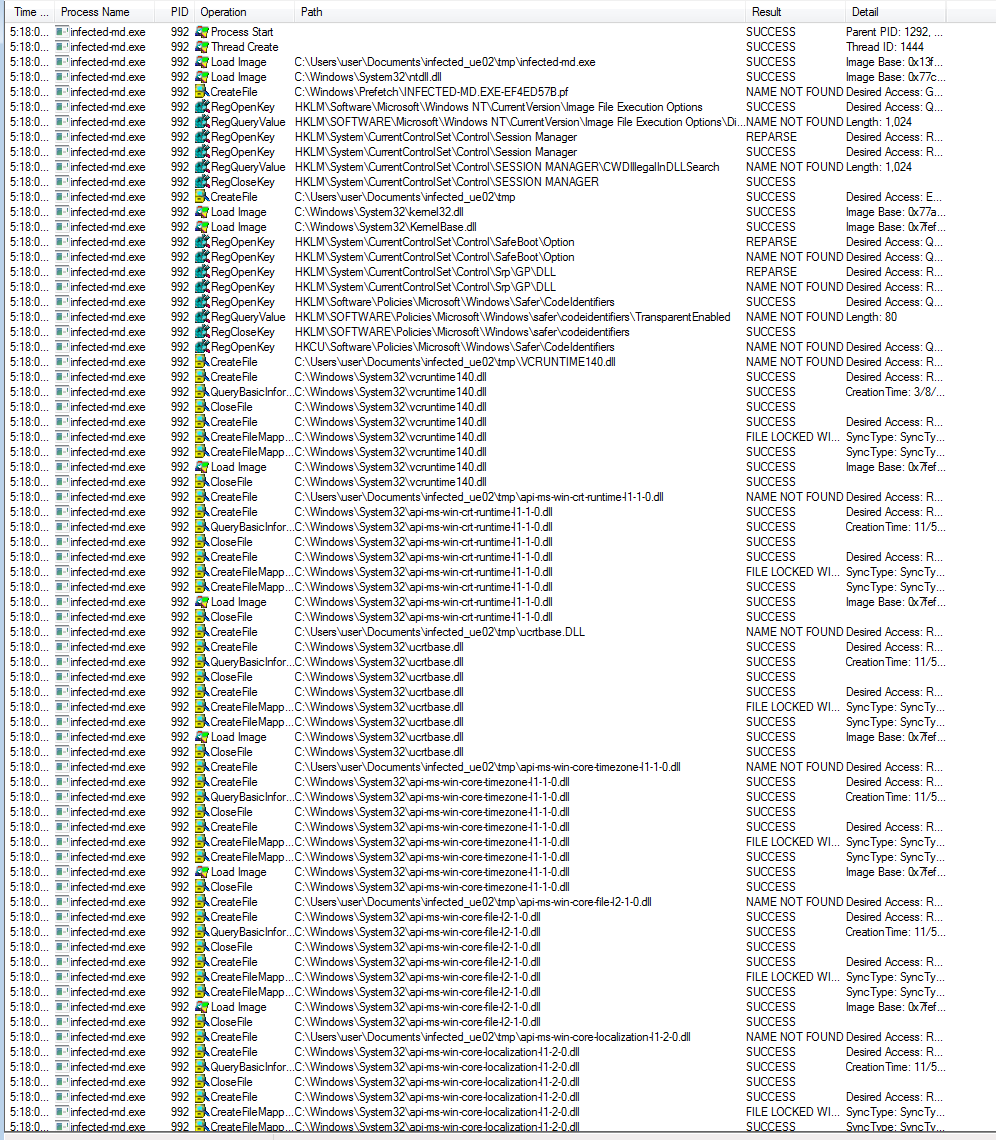 Time ... Process Name PID Operation Path Result Detail
5:18:0... infected-md.exe 992 Process Start SUCCESS Parent PID: 1292, ...
5:18:0... infected-md.exe 992 Thread Create SUCCESS Thread ID: 1444
5:18:0... infected-md.exe 992 Load Image C:\Users\user\Documents\infected_ue02\tmp\infected-md.exe SUCCESS Image Base: 0x13f...
5:18:0... infected-md.exe 992 Load Image C:\Windows\System32\ntdll.dll SUCCESS Image Base: 0x77c...
5:18:0... infected-md.exe 992 CreateFile C:\Windows\Prefetch\INFECTED-MD.EXE-EF4ED57B.pf NAME NOT FOUND Desired Access: G...
5:18:0... infected-md.exe 992 RegOpenKey HKLM\Software\Microsoft\Windows NT\CurrentVersion\Image File Execution Options SUCCESS Desired Access: Q...
5:18:0... infected-md.exe 992 RegQueryValue HKLM\SOFTWARE\Microsoft\Windows NT\CurrentVersion\Image File Execution Options\Di... NAME NOT FOUND Length: 1,024
5:18:0... infected-md.exe 992 RegOpenKey HKLM\System\CurrentControlSet\Control\Session Manager REPARSE Desired Access: R...
5:18:0... infected-md.exe 992 RegOpenKey HKLM\System\CurrentControlSet\Control\Session Manager SUCCESS Desired Access: R...
5:18:0... infected-md.exe 992 RegQueryValue HKLM\System\CurrentControlSet\Control\SESSION MANAGER\CWDIllegalInDLLSearch NAME NOT FOUND Length: 1,024
5:18:0... infected-md.exe 992 RegCloseKey HKLM\System\CurrentControlSet\Control\SESSION MANAGER SUCCESS
5:18:0... infected-md.exe 992 CreateFile C:\Users\user\Documents\infected_ue02\tmp SUCCESS Desired Access: E...
5:18:0... infected-md.exe 992 Load Image C:\Windows\System32\kernel32.dll SUCCESS Image Base: 0x77a...
5:18:0... infected-md.exe 992 Load Image C:\Windows\System32\KernelBase.dll SUCCESS Image Base: 0x7fef...
5:18:0... infected-md.exe 992 RegOpenKey HKLM\System\CurrentControlSet\Control\SafeBoot\Option REPARSE Desired Access: Q...
5:18:0... infected-md.exe 992 RegOpenKey HKLM\System\CurrentControlSet\Control\SafeBoot\Option NAME NOT FOUND Desired Access: Q...
5:18:0... infected-md.exe 992 RegOpenKey HKLM\System\CurrentControlSet\Control\Srp\GP\DLL REPARSE Desired Access: R...
5:18:0... infected-md.exe 992 RegOpenKey HKLM\System\CurrentControlSet\Control\Srp\GP\DLL NAME NOT FOUND Desired Access: R...
5:18:0... infected-md.exe 992 RegOpenKey HKLM\Software\Policies\Microsoft\Windows\Safer\CodeIdentifiers SUCCESS Desired Access: Q...
5:18:0... infected-md.exe 992 RegQueryValue HKLM\SOFTWARE\Policies\Microsoft\Windows\safer\codeidentifiers\TransparentEnabled NAME NOT FOUND Length: 80
5:18:0... infected-md.exe 992 RegCloseKey HKLM\SOFTWARE\Policies\Microsoft\Windows\safer\codeidentifiers SUCCESS
5:18:0... infected-md.exe 992 RegOpenKey HKCU\Software\Policies\Microsoft\Windows\Safer\CodeIdentifiers NAME NOT FOUND Desired Access: Q...
5:18:0... infected-md.exe 992 CreateFile C:\Users\user\Documents\infected_ue02\tmp\VCRUNTIME140.dll NAME NOT FOUND Desired Access: R...
5:18:0... infected-md.exe 992 CreateFile C:\Windows\System32\vcruntime140.dll SUCCESS Desired Access: R...
5:18:0... infected-md.exe 992 QueryBasicInfor... C:\Windows\System32\vcruntime140.dll SUCCESS CreationTime: 3/8/...
5:18:0... infected-md.exe 992 CloseFile C:\Windows\System32\vcruntime140.dll SUCCESS
5:18:0... infected-md.exe 992 CreateFile C:\Windows\System32\vcruntime140.dll SUCCESS Desired Access: R...
5:18:0... infected-md.exe 992 CreateFileMapp... C:\Windows\System32\vcruntime140.dll FILE LOCKED WI... SyncType: SyncTy...
5:18:0... infected-md.exe 992 CreateFileMapp... C:\Windows\System32\vcruntime140.dll SUCCESS SyncType: SyncTy...
5:18:0... infected-md.exe 992 Load Image C:\Windows\System32\vcruntime140.dll SUCCESS Image Base: 0x7fef...
5:18:0... infected-md.exe 992 CloseFile C:\Windows\System32\vcruntime140.dll SUCCESS
5:18:0... infected-md.exe 992 CreateFile C:\Users\user\Documents\infected_ue02\tmp\api-ms-win-crt-runtime-l1-1-0.dll NAME NOT FOUND Desired Access: R...
5:18:0... infected-md.exe 992 CreateFile C:\Windows\System32\api-ms-win-crt-runtime-l1-1-0.dll SUCCESS Desired Access: R...
5:18:0... infected-md.exe 992 QueryBasicInfor... C:\Windows\System32\api-ms-win-crt-runtime-l1-1-0.dll SUCCESS CreationTime: 11/5...
5:18:0... infected-md.exe 992 CloseFile C:\Windows\System32\api-ms-win-crt-runtime-l1-1-0.dll SUCCESS
5:18:0... infected-md.exe 992 CreateFile C:\Windows\System32\api-ms-win-crt-runtime-l1-1-0.dll SUCCESS Desired Access: R...
5:18:0... infected-md.exe 992 CreateFileMapp... C:\Windows\System32\api-ms-win-crt-runtime-l1-1-0.dll FILE LOCKED WI... SyncType: SyncTy...
5:18:0... infected-md.exe 992 CreateFileMapp... C:\Windows\System32\api-ms-win-crt-runtime-l1-1-0.dll SUCCESS SyncType: SyncTy...
5:18:0... infected-md.exe 992 Load Image C:\Windows\System32\api-ms-win-crt-runtime-l1-1-0.dll SUCCESS Image Base: 0x7fef...
5:18:0... infected-md.exe 992 CloseFile C:\Windows\System32\api-ms-win-crt-runtime-l1-1-0.dll SUCCESS
5:18:0... infected-md.exe 992 CreateFile C:\Users\user\Documents\infected_ue02\tmp\ucrtbase.DLL NAME NOT FOUND Desired Access: R...
5:18:0... infected-md.exe 992 CreateFile C:\Windows\System32\ucrtbase.dll SUCCESS Desired Access: R...
5:18:0... infected-md.exe 992 QueryBasicInfor... C:\Windows\System32\ucrtbase.dll SUCCESS CreationTime: 11/5...
5:18:0... infected-md.exe 992 CloseFile C:\Windows\System32\ucrtbase.dll SUCCESS
5:18:0... infected-md.exe 992 CreateFile C:\Windows\System32\ucrtbase.dll SUCCESS Desired Access: R...
5:18:0... infected-md.exe 992 CreateFileMapp... C:\Windows\System32\ucrtbase.dll FILE LOCKED WI... SyncType: SyncTy...
5:18:0... infected-md.exe 992 CreateFileMapp... C:\Windows\System32\ucrtbase.dll SUCCESS SyncType: SyncTy...
5:18:0... infected-md.exe 992 Load Image C:\Windows\System32\ucrtbase.dll SUCCESS Image Base: 0x7fef...
5:18:0... infected-md.exe 992 CloseFile C:\Windows\System32\ucrtbase.dll SUCCESS
5:18:0... infected-md.exe 992 CreateFile C:\Users\user\Documents\infected_ue02\tmp\api-ms-win-core-timezone-l1-1-0.dll NAME NOT FOUND Desired Access: R...
5:18:0... infected-md.exe 992 CreateFile C:\Windows\System32\api-ms-win-core-timezone-l1-1-0.dll SUCCESS Desired Access: R...
5:18:0... infected-md.exe 992 QueryBasicInfor... C:\Windows\System32\api-ms-win-core-timezone-l1-1-0.dll SUCCESS CreationTime: 11/5...
5:18:0... infected-md.exe 992 CloseFile C:\Windows\System32\api-ms-win-core-timezone-l1-1-0.dll SUCCESS
5:18:0... infected-md.exe 992 CreateFile C:\Windows\System32\api-ms-win-core-timezone-l1-1-0.dll SUCCESS Desired Access: R...
5:18:0... infected-md.exe 992 CreateFileMapp... C:\Windows\System32\api-ms-win-core-timezone-l1-1-0.dll FILE LOCKED WI... SyncType: SyncTy...
5:18:0... infected-md.exe 992 CreateFileMapp... C:\Windows\System32\api-ms-win-core-timezone-l1-1-0.dll SUCCESS SyncType: SyncTy...
5:18:0... infected-md.exe 992 Load Image C:\Windows\System32\api-ms-win-core-timezone-l1-1-0.dll SUCCESS Image Base: 0x7fef...
5:18:0... infected-md.exe 992 CloseFile C:\Windows\System32\api-ms-win-core-timezone-l1-1-0.dll SUCCESS
5:18:0... infected-md.exe 992 CreateFile C:\Users\user\Documents\infected_ue02\tmp\api-ms-win-core-file-l2-1-0.dll NAME NOT FOUND Desired Access: R...
5:18:0... infected-md.exe 992 CreateFile C:\Windows\System32\api-ms-win-core-file-l2-1-0.dll SUCCESS Desired Access: R...
5:18:0... infected-md.exe 992 QueryBasicInfor... C:\Windows\System32\api-ms-win-core-file-l2-1-0.dll SUCCESS CreationTime: 11/5...
5:18:0... infected-md.exe 992 CloseFile C:\Windows\System32\api-ms-win-core-file-l2-1-0.dll SUCCESS
5:18:0... infected-md.exe 992 CreateFile C:\Windows\System32\api-ms-win-core-file-l2-1-0.dll SUCCESS Desired Access: R...
5:18:0... infected-md.exe 992 CreateFileMapp... C:\Windows\System32\api-ms-win-core-file-l2-1-0.dll FILE LOCKED WI... SyncType: SyncTy...
5:18:0... infected-md.exe 992 CreateFileMapp... C:\Windows\System32\api-ms-win-core-file-l2-1-0.dll SUCCESS SyncType: SyncTy...
5:18:0... infected-md.exe 992 Load Image C:\Windows\System32\api-ms-win-core-file-l2-1-0.dll SUCCESS Image Base: 0x7fef...
5:18:0... infected-md.exe 992 CloseFile C:\Windows\System32\api-ms-win-core-file-l2-1-0.dll SUCCESS
5:18:0... infected-md.exe 992 CreateFile C:\Users\user\Documents\infected_ue02\tmp\api-ms-win-core-localization-l1-2-0.dll NAME NOT FOUND Desired Access: R...
5:18:0... infected-md.exe 992 CreateFile C:\Windows\System32\api-ms-win-core-localization-l1-2-0.dll SUCCESS Desired Access: R...
5:18:0... infected-md.exe 992 QueryBasicInfor... C:\Windows\System32\api-ms-win-core-localization-l1-2-0.dll SUCCESS CreationTime: 11/5...
5:18:0... infected-md.exe 992 CloseFile C:\Windows\System32\api-ms-win-core-localization-l1-2-0.dll SUCCESS
5:18:0... infected-md.exe 992 CreateFile C:\Windows\System32\api-ms-win-core-localization-l1-2-0.dll SUCCESS Desired Access: R...
5:18:0... infected-md.exe 992 CreateFileMapp... C:\Windows\System32\api-ms-win-core-localization-l1-2-0.dll FILE LOCKED WI... SyncType: SyncTy...
5:18:0... infected-md.exe 992 CreateFileMapp... C:\Windows\System32\api-ms-win-core-localization-l1-2-0.dll SUCCESS SyncType: SyncTy...